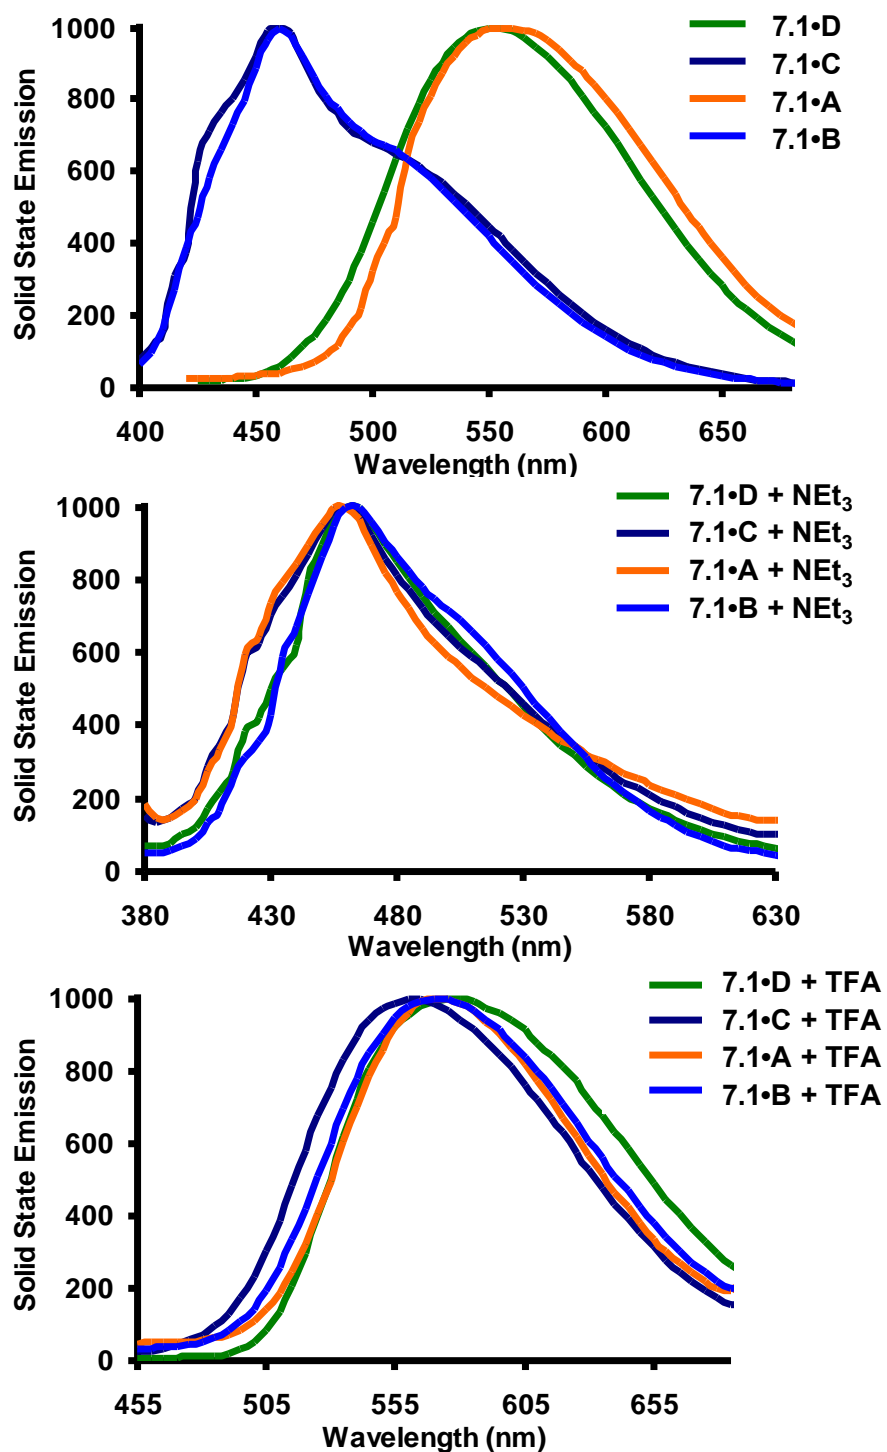 7.1•D
7.1•C
7.1•A
7.1•B
Solid State Emission
1000
800
600
400
200
0
400 450 500 550 600 650
Wavelength (nm)
7.1•D + NEt3
7.1•C + NEt3
7.1•A + NEt3
7.1•B + NEt3
Solid State Emission
1000
800
600
400
200
0
380 430 480 530 580 630
Wavelength (nm)
7.1•D + TFA
7.1•C + TFA
7.1•A + TFA
7.1•B + TFA
Solid State Emission
1000
800
600
400
200
0
455 505 555 605 655
Wavelength (nm)